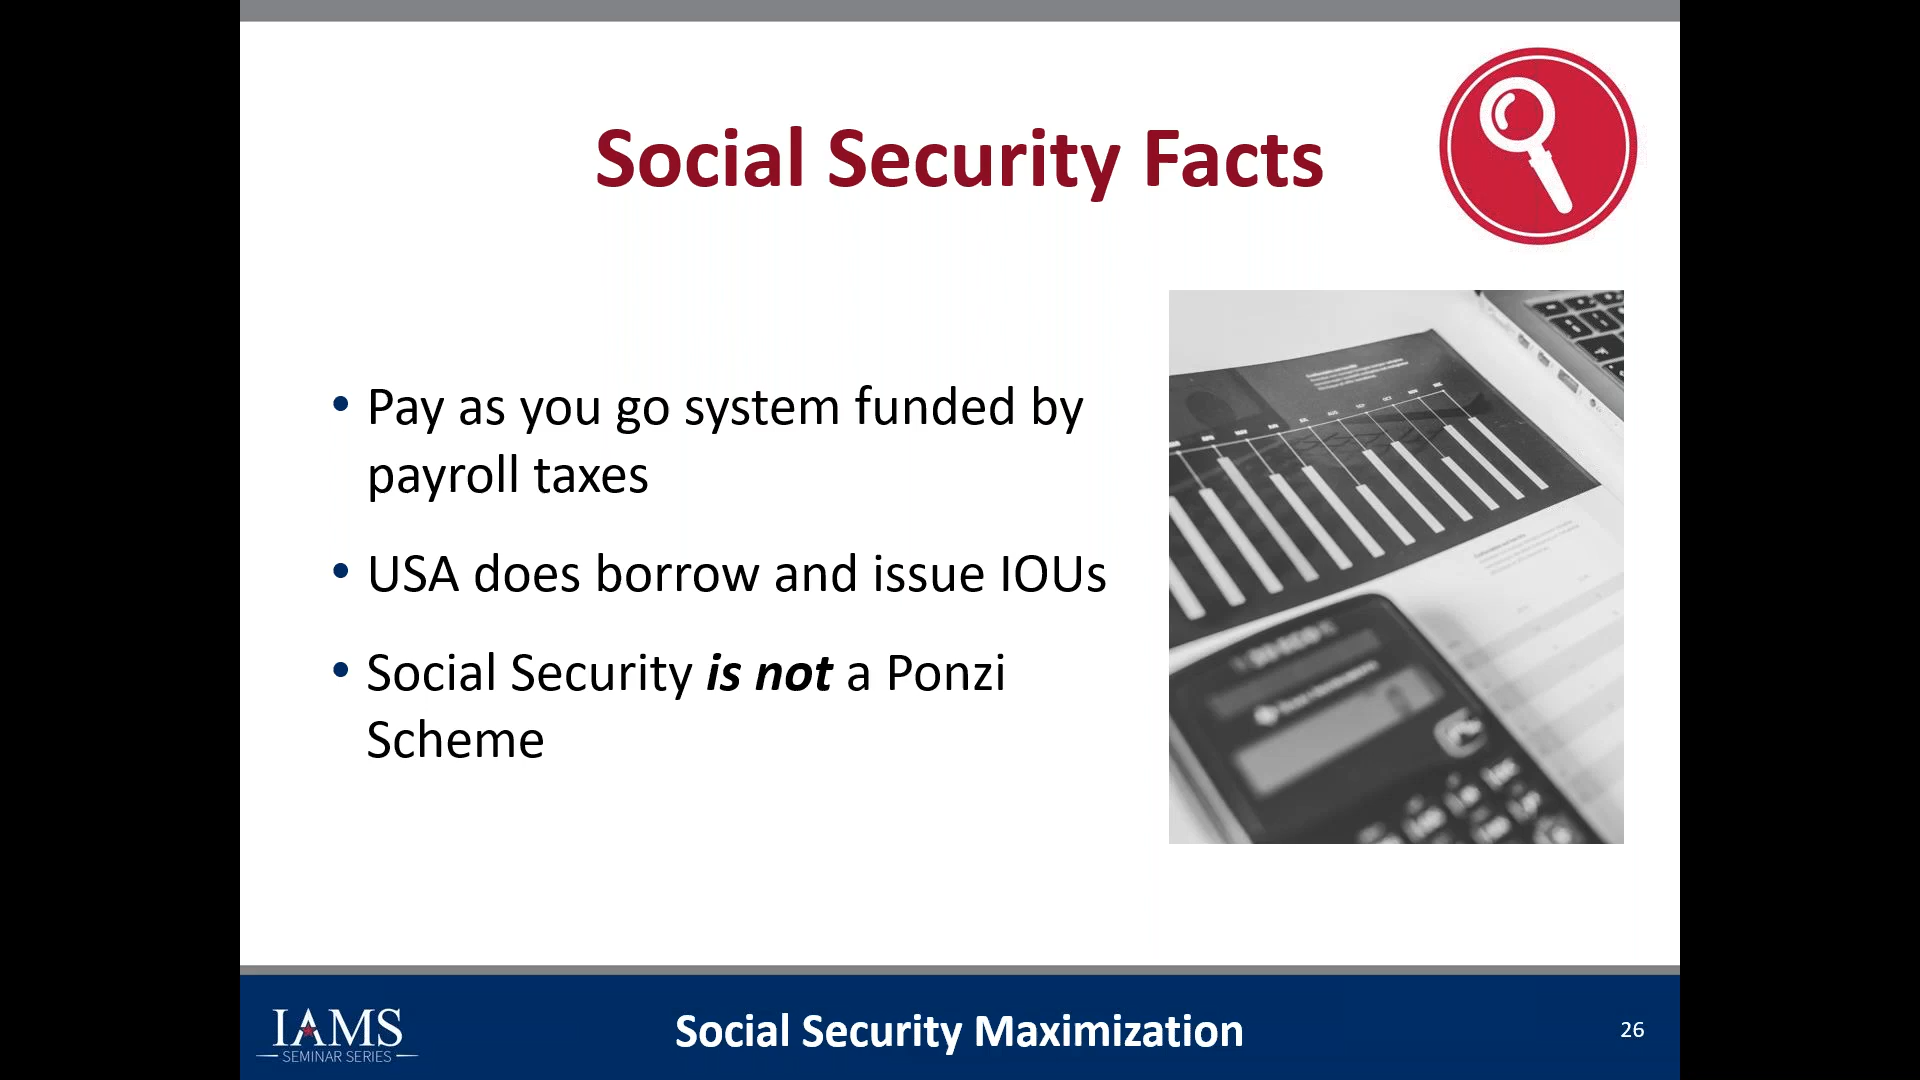 Social Security Facts
• Pay as you go system funded by
payroll taxes
• USA does borrow and issue IOUs
• Social Security is not a Ponzi
Scheme
IAMS
SEMINAR SERIES
Social Security Maximization
26